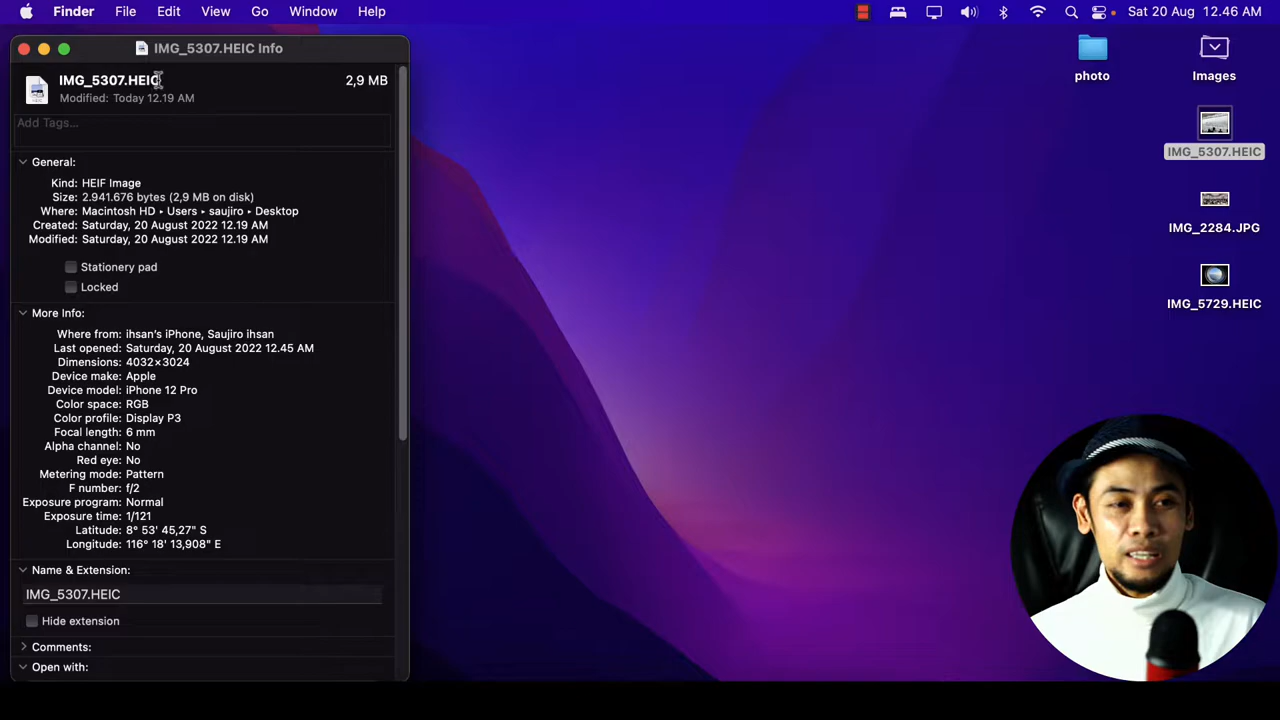 Finder File Edit View Go Window Help Sat 20 Aug 12.46 AM
IMG_5307.HEIC Info
IMG_5307.HEIC 2,9 MB
Modified: Today 12.19 AM
Add Tags...
General:
Kind: HEIF Image
Size: 2.941.676 bytes (2,9 MB on disk)
Where: Macintosh HD ▸ Users ▸ saujiro ▸ Desktop
Created: Saturday, 20 August 2022 12.19 AM
Modified: Saturday, 20 August 2022 12.19 AM
Stationery pad
Locked
More Info:
Where from: ihsan's iPhone, Saujiro ihsan
Last opened: Saturday, 20 August 2022 12.45 AM
Dimensions: 4032×3024
Device make: Apple
Device model: iPhone 12 Pro
Color space: RGB
Color profile: Display P3
Focal length: 6 mm
Alpha channel: No
Red eye: No
Metering mode: Pattern
F number: f/2
Exposure program: Normal
Exposure time: 1/121
Latitude: 8° 53' 45,27" S
Longitude: 116° 18' 13,908" E
Name & Extension:
IMG_5307.HEIC
Hide extension
Comments:
Open with:
photo
Images
IMG_5307.HEIC
IMG_2284.JPG
IMG_5729.HEIC